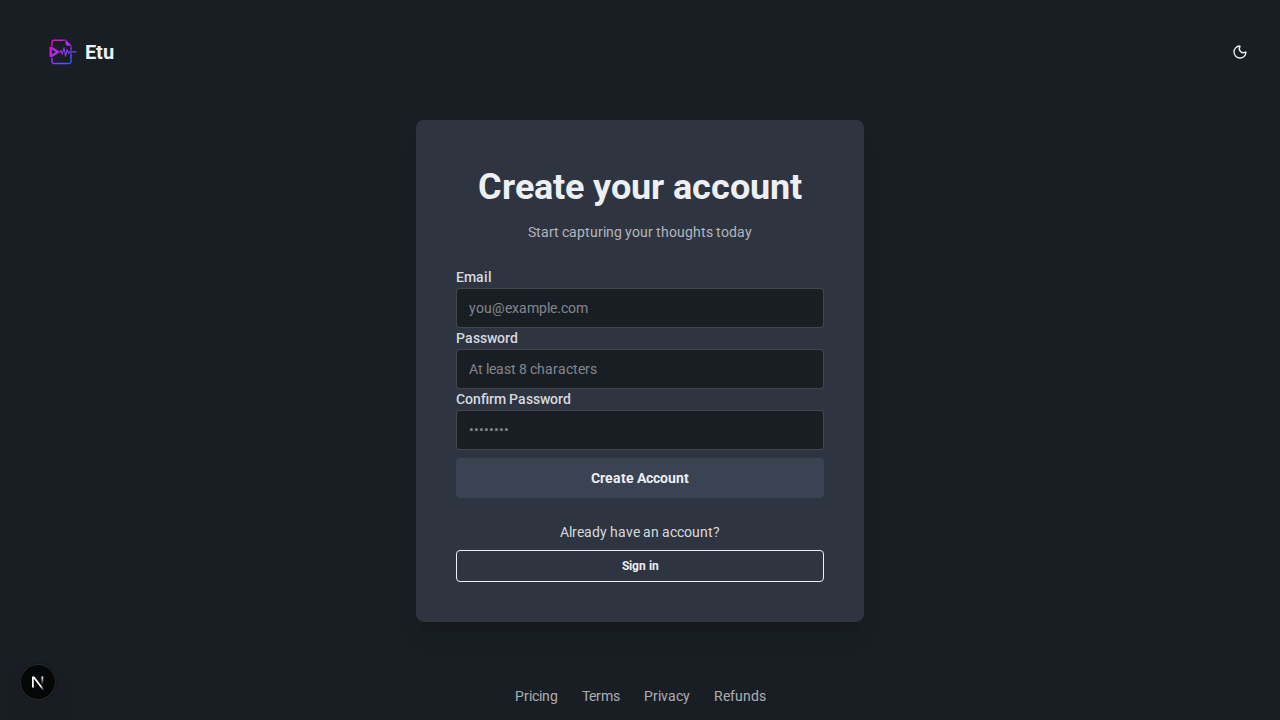 Etu
Create your account
Start capturing your thoughts today
Email
you@example.com
Password
At least 8 characters
Confirm Password
••••••••
Create Account
Already have an account?
Sign in
N
Pricing Terms Privacy Refunds